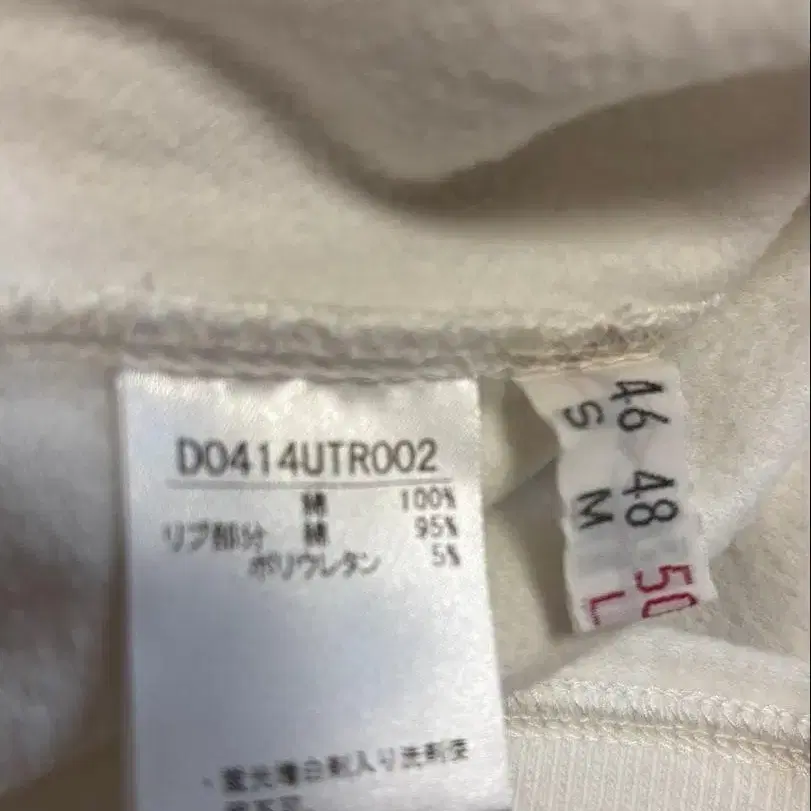 D0414UTR002
綿 100%
リブ部分 綿 95%
ポリウレタン 5%
・蛍光増白剤入り洗剤使
46 48 50
S M L